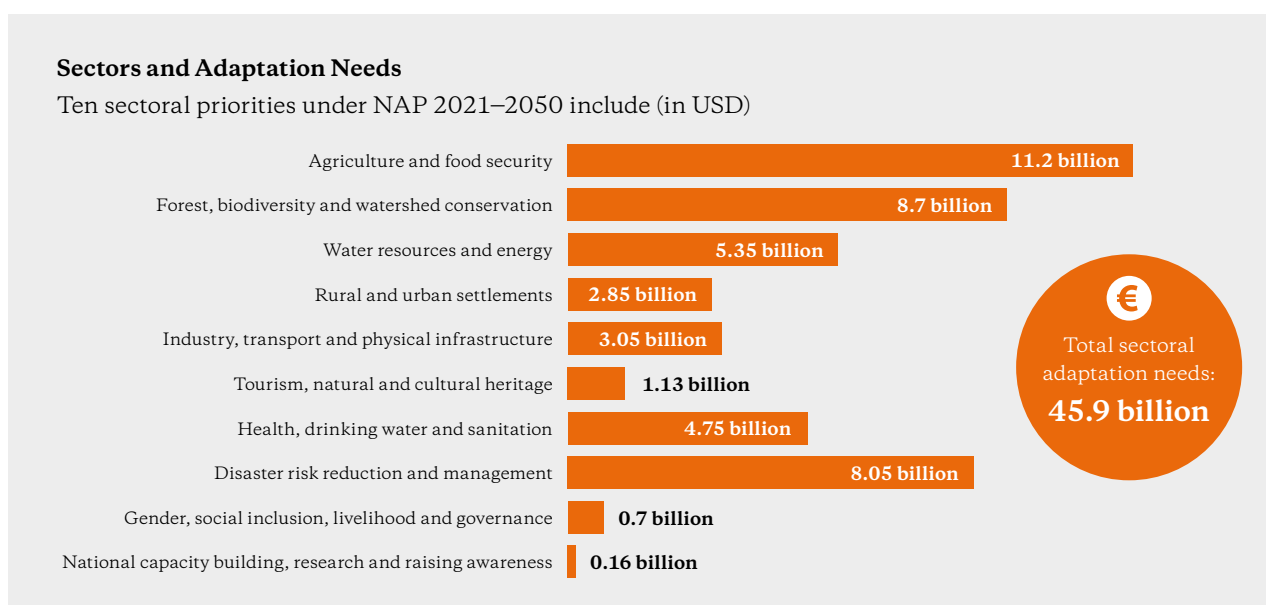 Sectors and Adaptation Needs
Ten sectoral priorities under NAP 2021–2050 include (in USD)
Agriculture and food security 11.2 billion
Forest, biodiversity and watershed conservation 8.7 billion
Water resources and energy 5.35 billion
Rural and urban settlements 2.85 billion
Industry, transport and physical infrastructure 3.05 billion
Tourism, natural and cultural heritage 1.13 billion
Health, drinking water and sanitation 4.75 billion
Disaster risk reduction and management 8.05 billion
Gender, social inclusion, livelihood and governance 0.7 billion
National capacity building, research and raising awareness 0.16 billion
€
Total sectoral
adaptation needs:
45.9 billion